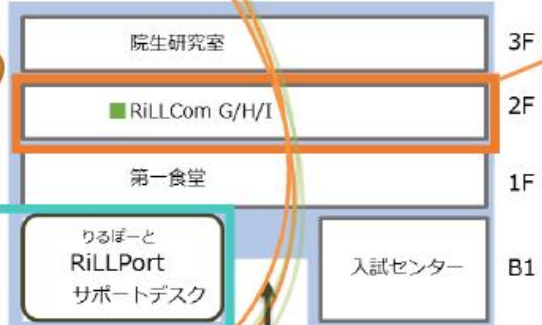 院生研究室
3F
RiLLCom G/H/I
2F
第一食堂
1F
りるぽーと
RiLLPort
サポートデスク
入試センター
B1